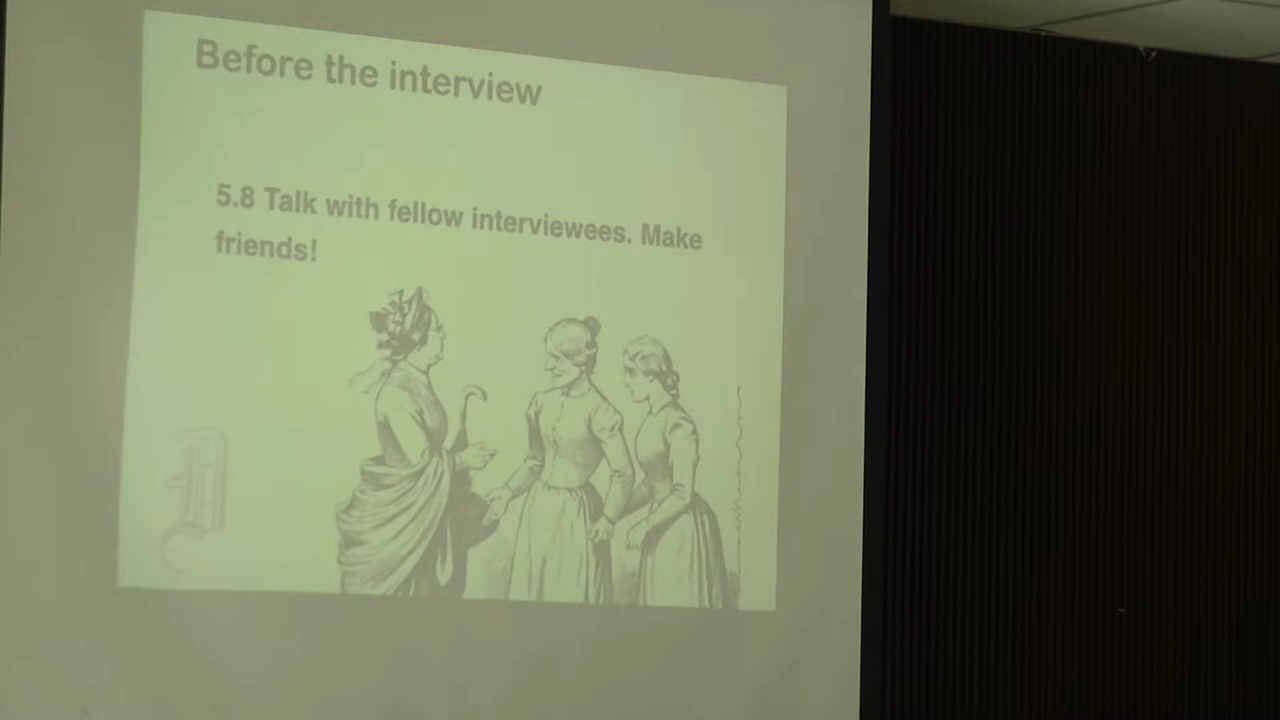 Before the interview
5.8 Talk with fellow interviewees. Make
friends!